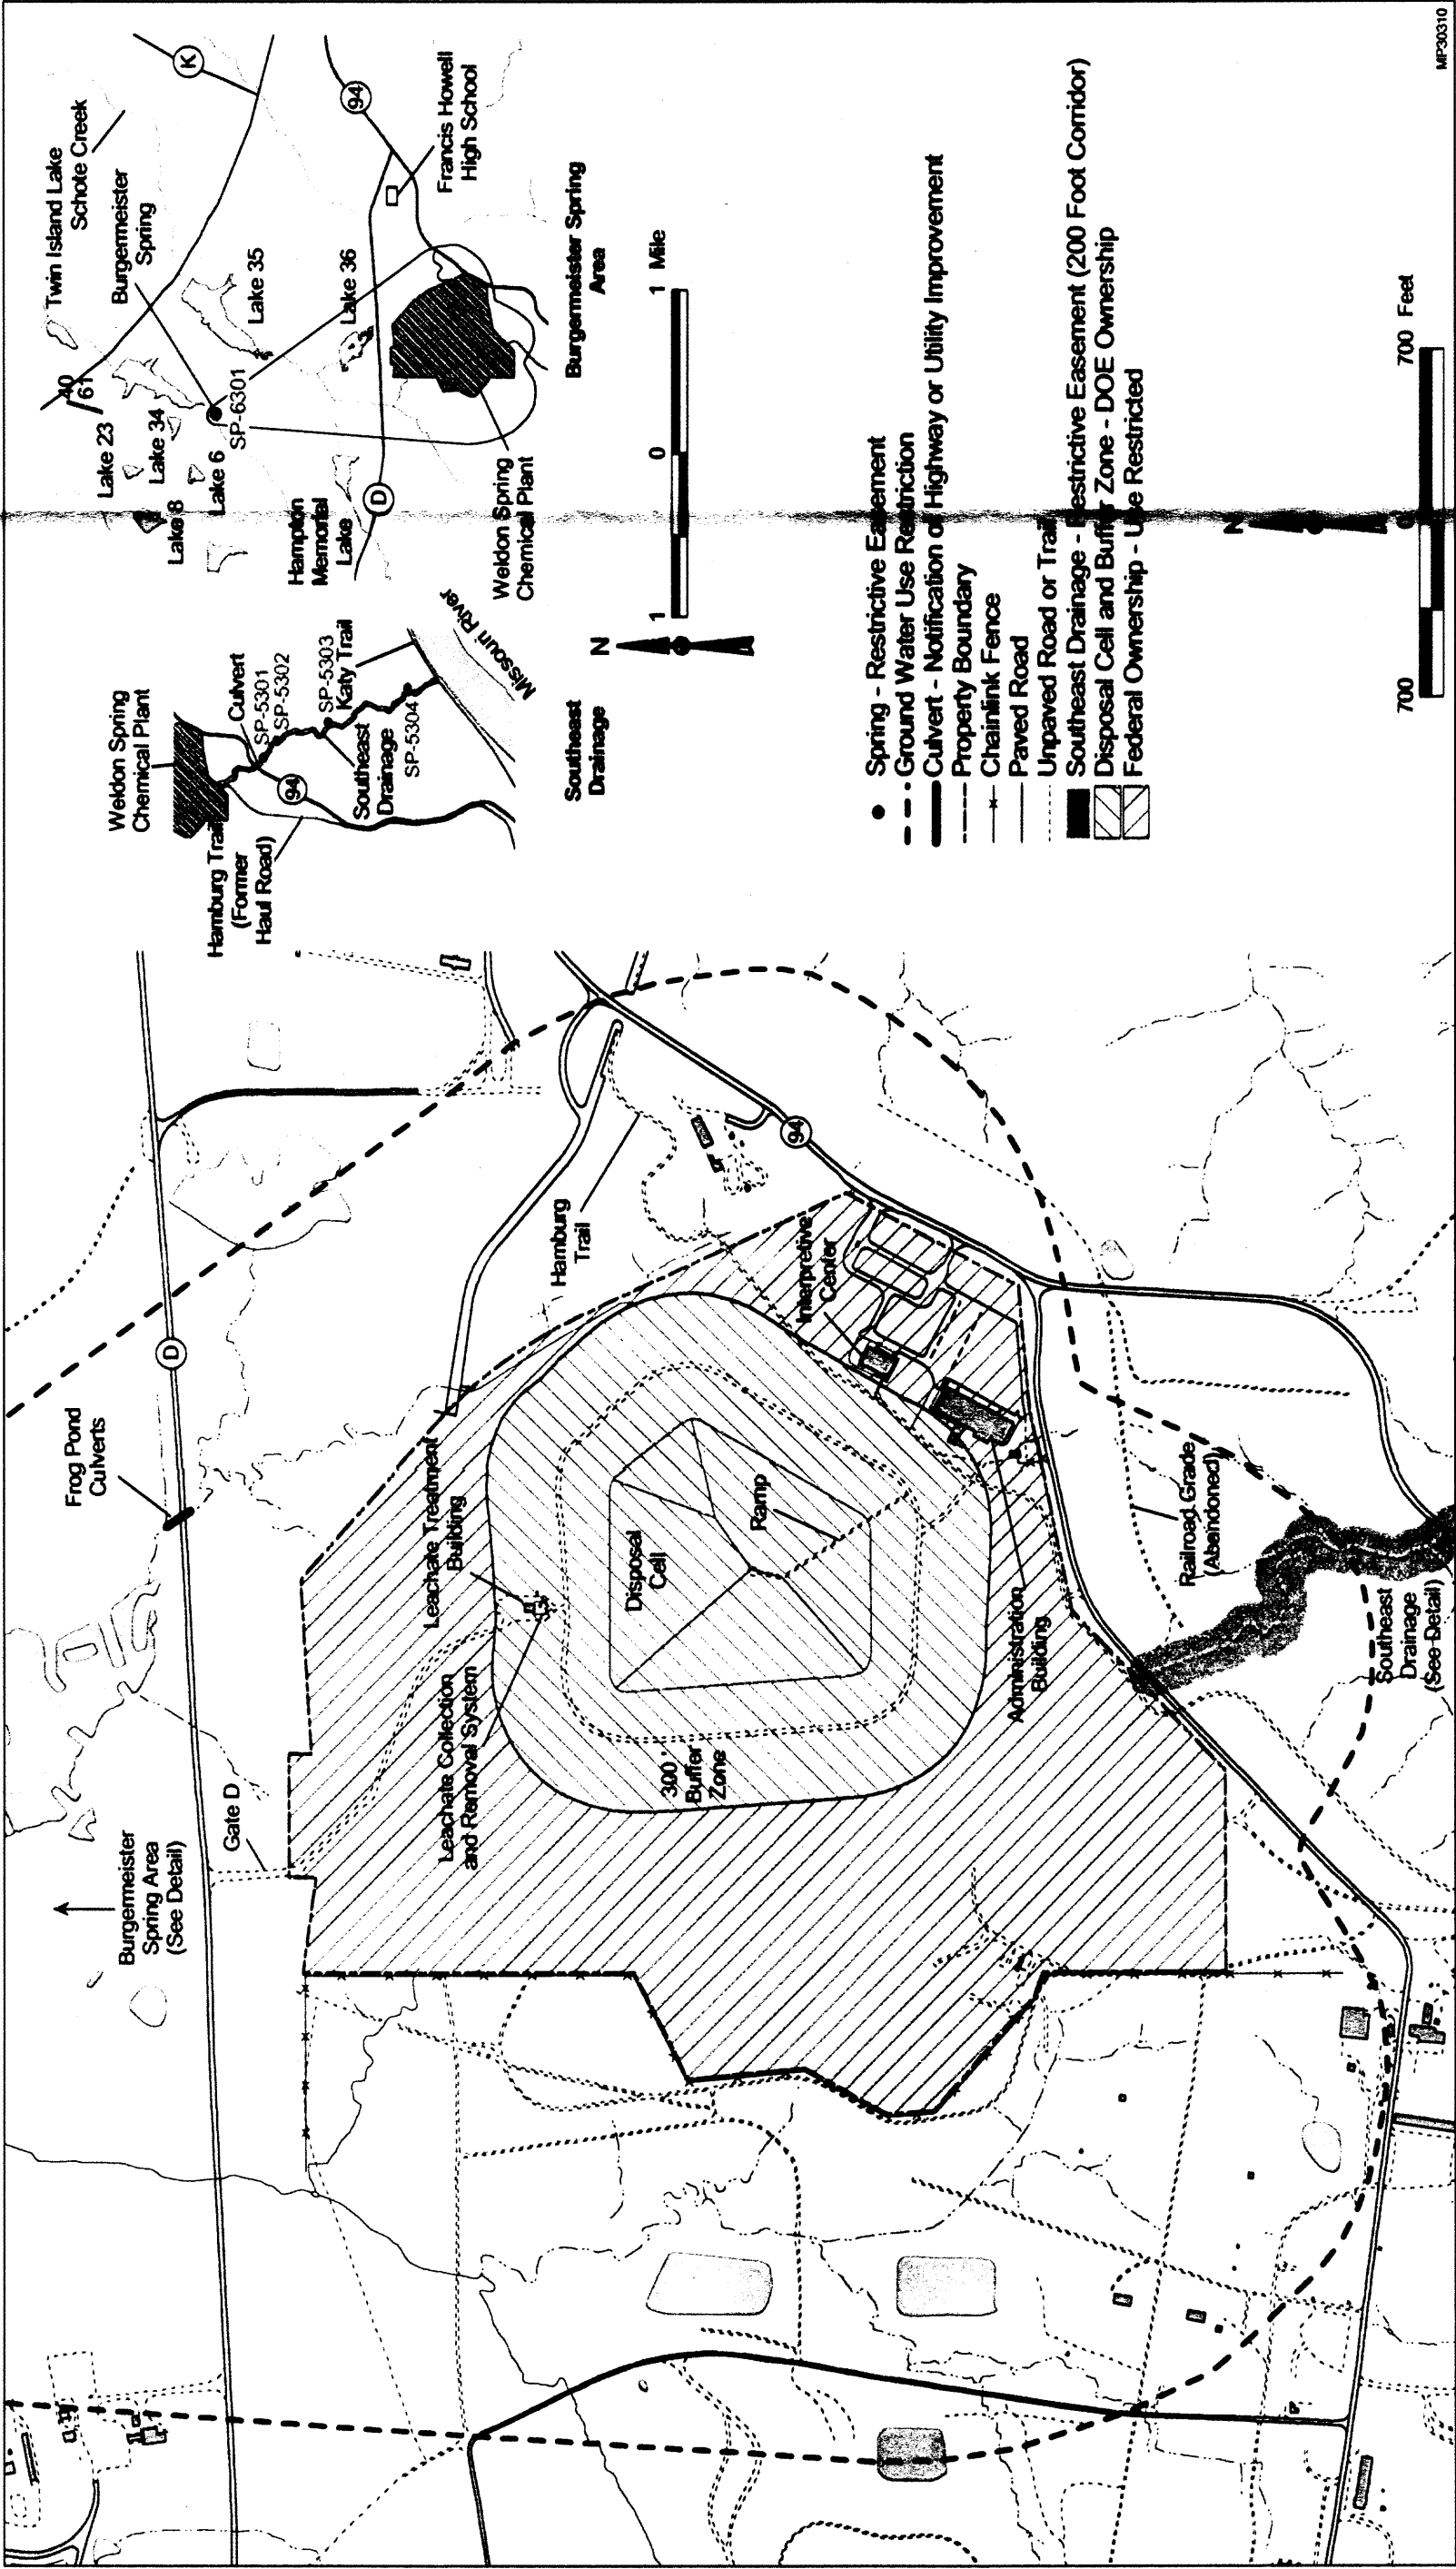 Frog Pond
Culverts
D
Burgermeister
Spring Area
(See Detail)
Gate D
Leachate Treatment
Building
Leachate Collection
and Removal System
Disposal
Cell
Ramp
300'
Buffer
Zone
Hamburg
Trail
Interpretive
Center
94
Administration
Building
Railroad Grade
(Abandoned)
Southeast
Drainage
(See Detail)
Weldon Spring
Chemical Plant
Culvert
SP-5301
SP-5302
SP-5303
Katy Trail
94
Hamburg Trail
(Former
Haul Road)
Southeast
Drainage
SP-5304
Missouri River
Southeast
Drainage
Twin Island Lake
Schote Creek
Burgermeister
Spring
K
40
61
Lake 23
Lake 34
Lake 8
Lake 6
SP-6301
Lake 35
Lake 36
94
Francis Howell
High School
Hampton
Memorial
Lake
D
Weldon Spring
Chemical Plant
Burgermeister Spring
Area
N
1 0 1 Mile
Spring - Restrictive Easement
Ground Water Use Restriction
Culvert - Notification of Highway or Utility Improvement
Property Boundary
Chainlink Fence
Paved Road
Unpaved Road or Trail
Southeast Drainage - Restrictive Easement (200 Foot Corridor)
Disposal Cell and Buffer Zone - DOE Ownership
Federal Ownership - Use Restricted
N
700 0 700 Feet
MP30310